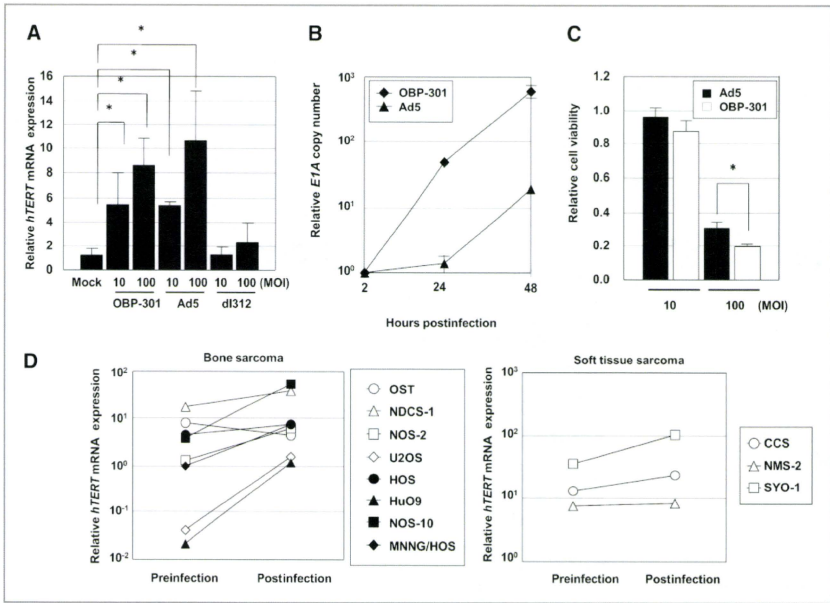 A
*
*
*
*
Relative hTERT mRNA expression
16
14
12
10
8
6
4
2
0
Mock 10 100 10 100 10 100 (MOI)
OBP-301 Ad5 dl312
B
Relative E1A copy number
10³
10²
10¹
10⁰
OBP-301
Ad5
2 24 48
Hours postinfection
C
Relative cell viability
1.2
1.0
0.8
0.6
0.4
0.2
0.0
Ad5
OBP-301
*
10 100 (MOI)
D
Bone sarcoma
Relative hTERT mRNA expression
10²
10¹
10⁰
10⁻¹
10⁻²
Preinfection Postinfection
OST
NDCS-1
NOS-2
U2OS
HOS
HuO9
NOS-10
MNNG/HOS
Soft tissue sarcoma
Relative hTERT mRNA expression
10³
10²
10¹
10⁰
Preinfection Postinfection
CCS
NMS-2
SYO-1